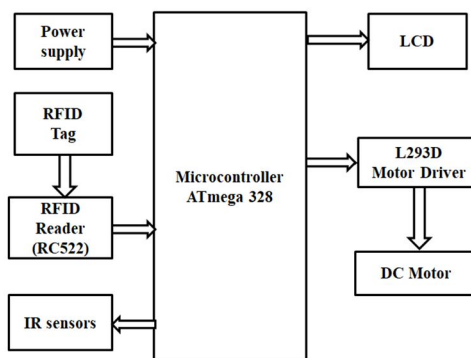 Power
supply
RFID
Tag
RFID
Reader
(RC522)
IR sensors
Microcontroller
ATmega 328
LCD
L293D
Motor Driver
DC Motor